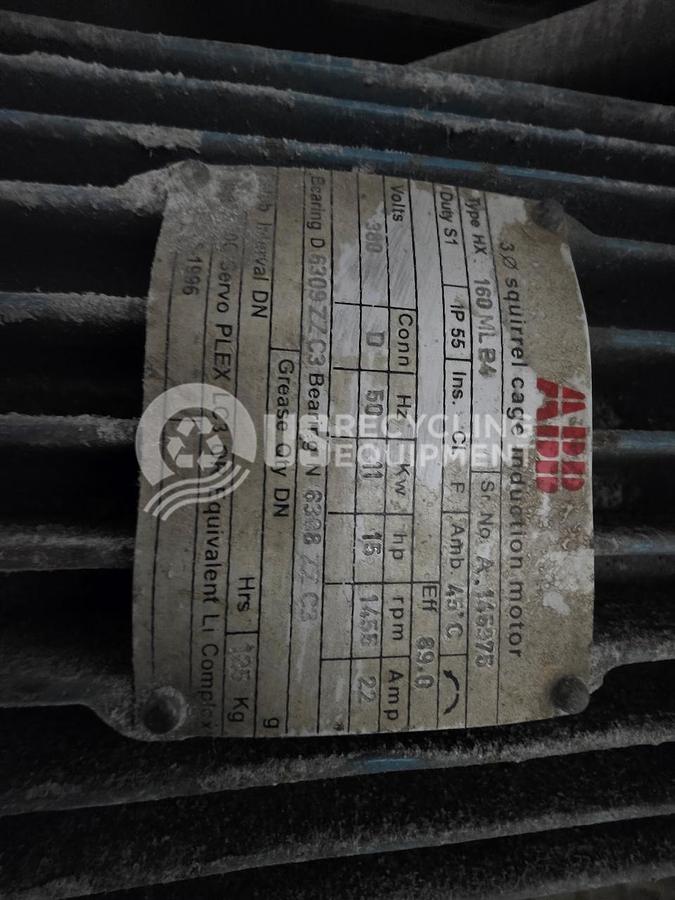 ABB
3.Ø squirrel cage induction motor
Type HX. 160 ML B4 Sr. No. A.145975
Duty S1 IP 55 Ins. Cl. F Amb 45°C
Eff 89.0
Volts Conn Hz Kw hp rpm Amp
380 D 50 11 15 1455 22
Bearing D 6309 ZZ C3 Bearing N 6308 ZZ C3
Grease Qty DN g
Interval DN Hrs Kg
Servo PLEX Equivalent Li Complex
1996
RECYCLING
EQUIPMENT